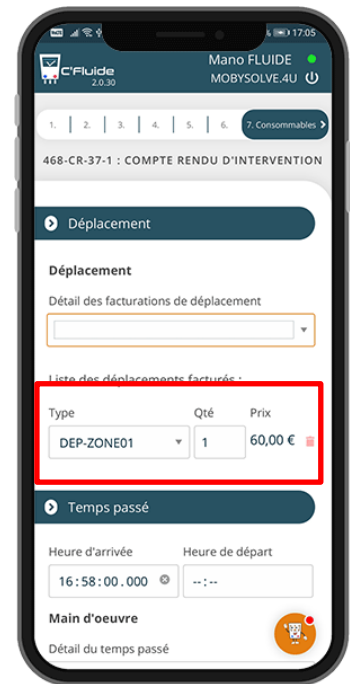 17:05
C'Fluide
2.0.30
Mano FLUIDE
MOBYSOLVE.4U
1. 2. 3. 4. 5. 6. 7. Consommables
468-CR-37-1 : COMPTE RENDU D'INTERVENTION
Déplacement
Déplacement
Détail des facturations de déplacement
Liste des déplacements facturés :
Type Qté Prix
DEP-ZONE01 1 60,00 €
Temps passé
Heure d'arrivée Heure de départ
16:58:00.000 --:--
Main d'oeuvre
Détail du temps passé